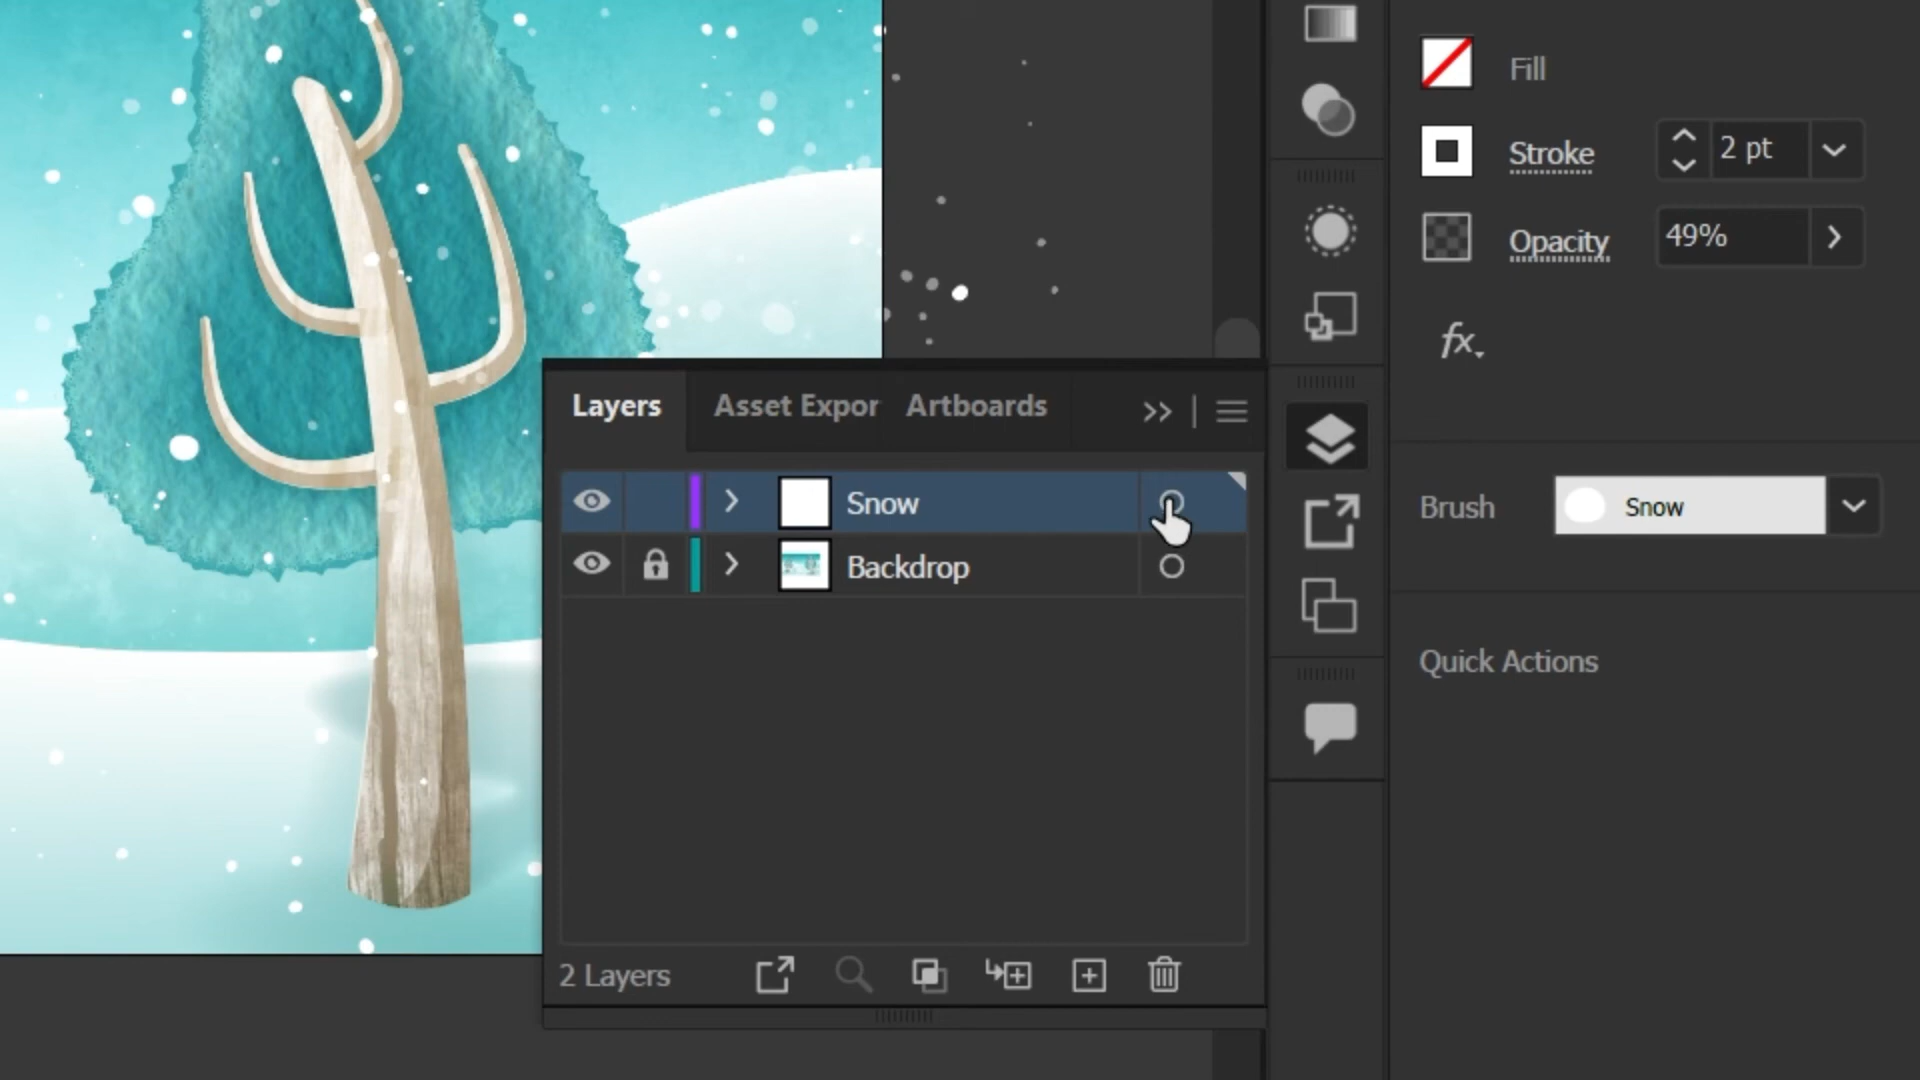 Fill
Stroke
2 pt
Opacity
49%
fx
Layers
Asset Expor
Artboards
Snow
Backdrop
Brush
Snow
Quick Actions
2 Layers